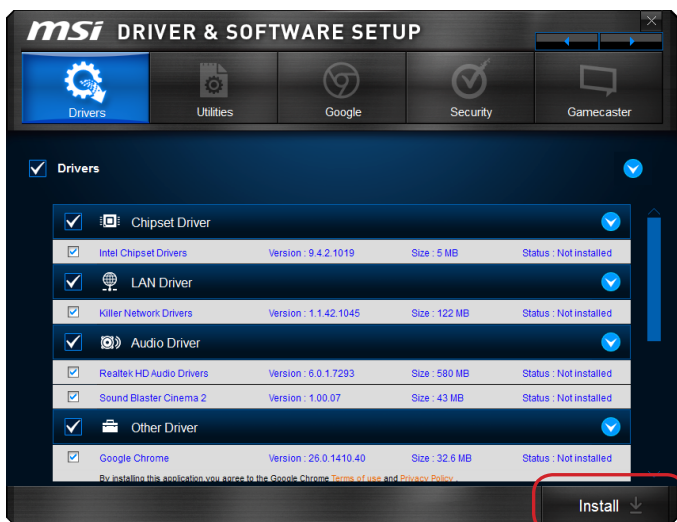 msi DRIVER & SOFTWARE SETUP
Drivers Utilities Google Security Gamecaster
Drivers
Chipset Driver
Intel Chipset Drivers Version : 9.4.2.1019 Size : 5 MB Status : Not installed
LAN Driver
Killer Network Drivers Version : 1.1.42.1045 Size : 122 MB Status : Not installed
Audio Driver
Realtek HD Audio Drivers Version : 6.0.1.7293 Size : 580 MB Status : Not installed
Sound Blaster Cinema 2 Version : 1.00.07 Size : 43 MB Status : Not installed
Other Driver
Google Chrome Version : 26.0.1410.40 Size : 32.6 MB Status : Not installed
By installing this application,you agree to the Google Chrome Terms of use and Privacy Policy .
Install